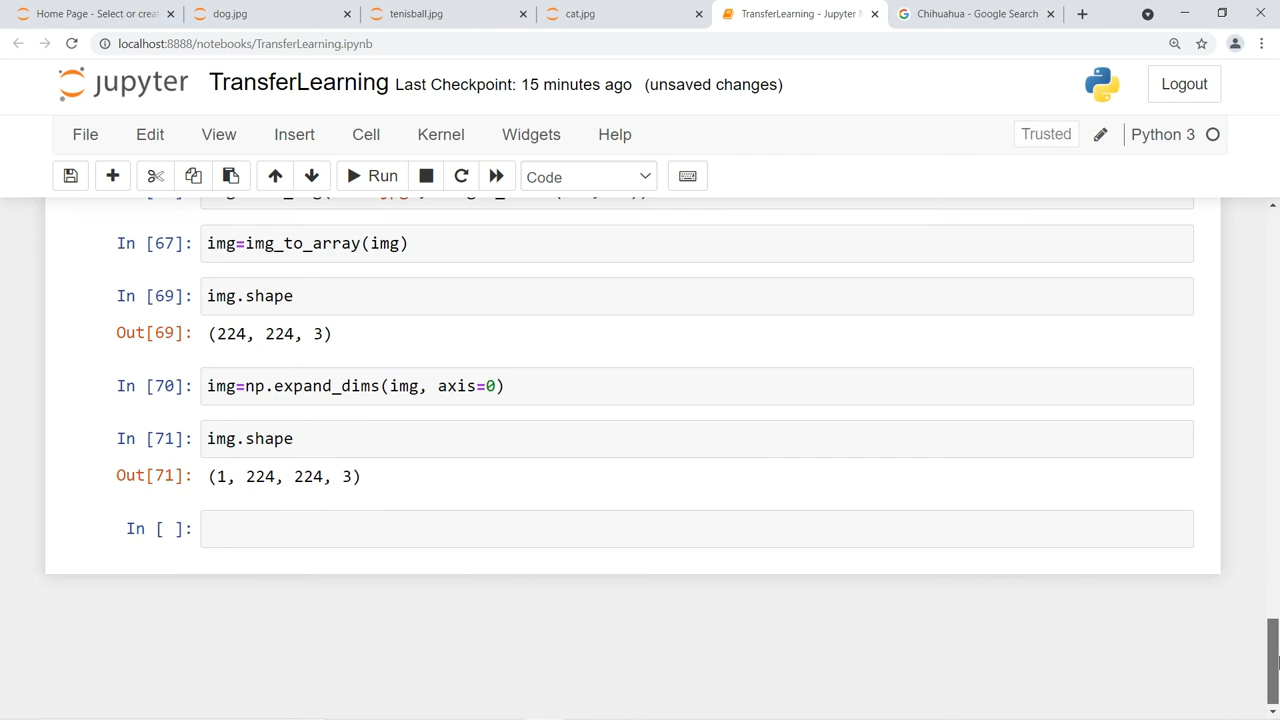 Home Page - Select or creat
dog.jpg
tenisball.jpg
cat.jpg
TransferLearning - Jupyter N
Chihuahua - Google Search
localhost:8888/notebooks/TransferLearning.ipynb
jupyter TransferLearning Last Checkpoint: 15 minutes ago (unsaved changes) Logout
File Edit View Insert Cell Kernel Widgets Help Trusted Python 3
Run Code
In [67]: img=img_to_array(img)
In [69]: img.shape
Out[69]: (224, 224, 3)
In [70]: img=np.expand_dims(img, axis=0)
In [71]: img.shape
Out[71]: (1, 224, 224, 3)
In [ ]: